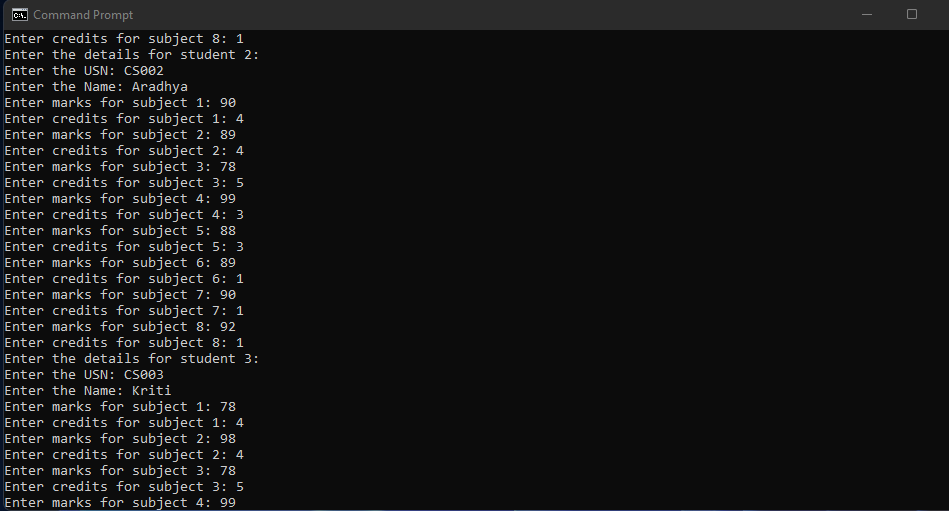 Command Prompt
Enter credits for subject 8: 1
Enter the details for student 2:
Enter the USN: CS002
Enter the Name: Aradhya
Enter marks for subject 1: 90
Enter credits for subject 1: 4
Enter marks for subject 2: 89
Enter credits for subject 2: 4
Enter marks for subject 3: 78
Enter credits for subject 3: 5
Enter marks for subject 4: 99
Enter credits for subject 4: 3
Enter marks for subject 5: 88
Enter credits for subject 5: 3
Enter marks for subject 6: 89
Enter credits for subject 6: 1
Enter marks for subject 7: 90
Enter credits for subject 7: 1
Enter marks for subject 8: 92
Enter credits for subject 8: 1
Enter the details for student 3:
Enter the USN: CS003
Enter the Name: Kriti
Enter marks for subject 1: 78
Enter credits for subject 1: 4
Enter marks for subject 2: 98
Enter credits for subject 2: 4
Enter marks for subject 3: 78
Enter credits for subject 3: 5
Enter marks for subject 4: 99